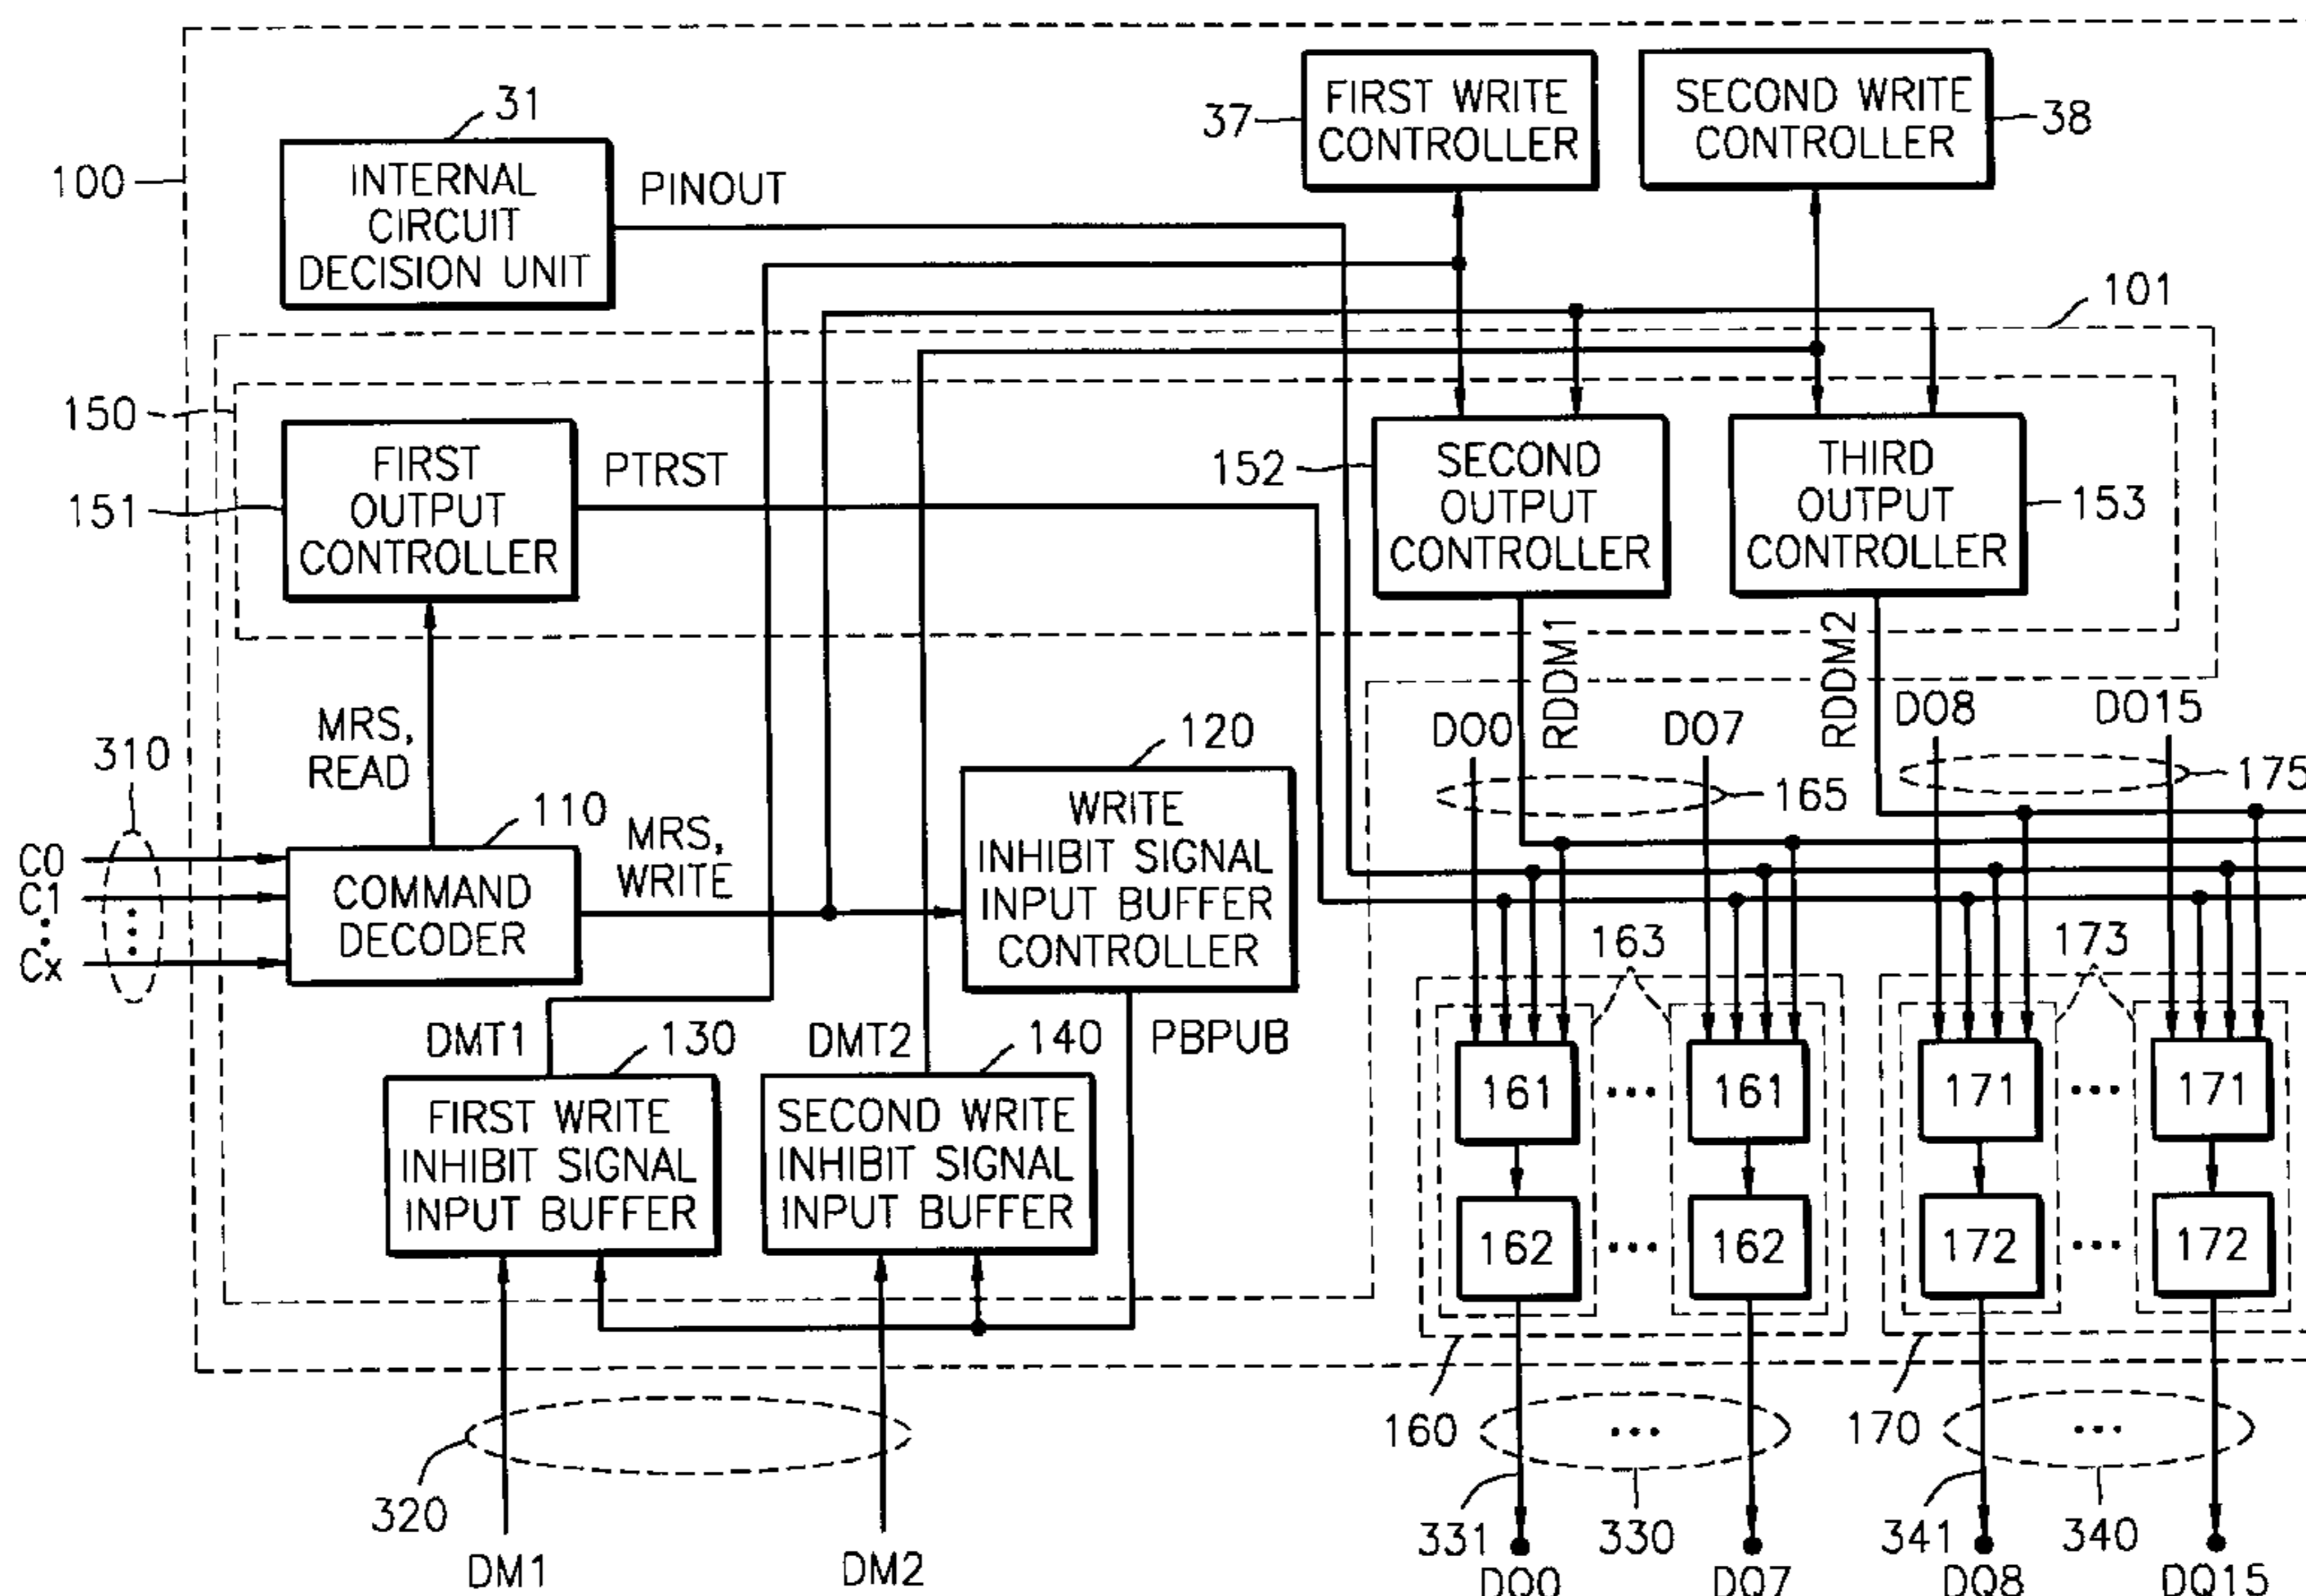 31
INTERNAL
CIRCUIT
DECISION UNIT
PINOUT
100
37
FIRST WRITE
CONTROLLER
SECOND WRITE
CONTROLLER
38
101
150
151
FIRST
OUTPUT
CONTROLLER
PTRST
152
SECOND
OUTPUT
CONTROLLER
THIRD
OUTPUT
CONTROLLER
153
MRS,
READ
310
C0
C1
Cx
110
COMMAND
DECODER
MRS,
WRITE
120
WRITE
INHIBIT SIGNAL
INPUT BUFFER
CONTROLLER
RDDM1
RDDM2
DO0
DO7
DO8
DO15
165
175
163
173
DMT1
130
FIRST WRITE
INHIBIT SIGNAL
INPUT BUFFER
DMT2
140
SECOND WRITE
INHIBIT SIGNAL
INPUT BUFFER
PBPUB
161
161
171
171
162
162
172
172
320
DM1
DM2
160
170
331
330
341
340
DQ0
DQ7
DQ8
DQ15